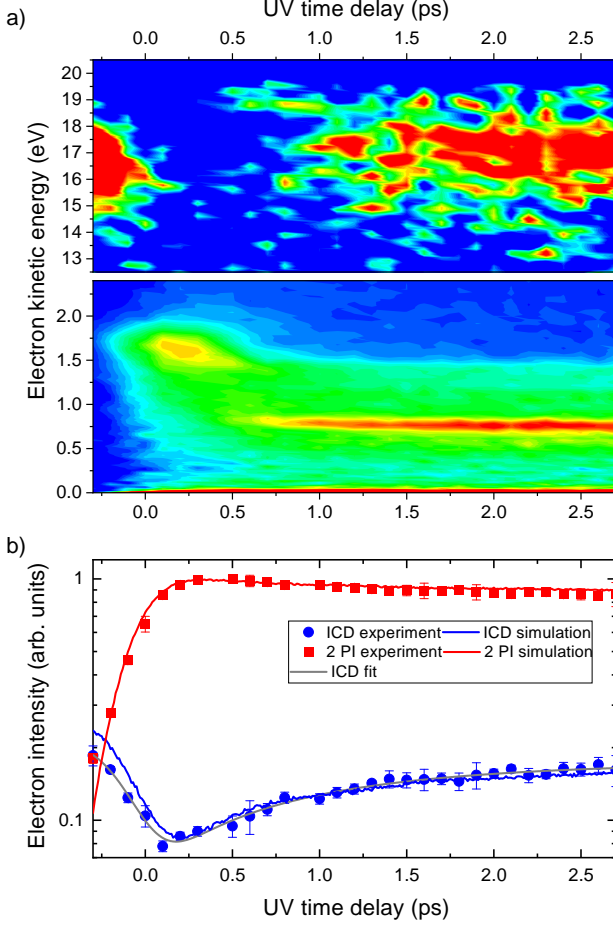 UV time delay (ps)
a)
0.0 0.5 1.0 1.5 2.0 2.5
20
19
18
17
16
15
14
13
Electron kinetic energy (eV)
2.0
1.5
1.0
0.5
0.0
0.0 0.5 1.0 1.5 2.0 2.5
b)
1
0.1
Electron intensity (arb. units)
ICD experiment ICD simulation
2 PI experiment 2 PI simulation
ICD fit
0.0 0.5 1.0 1.5 2.0 2.5
UV time delay (ps)